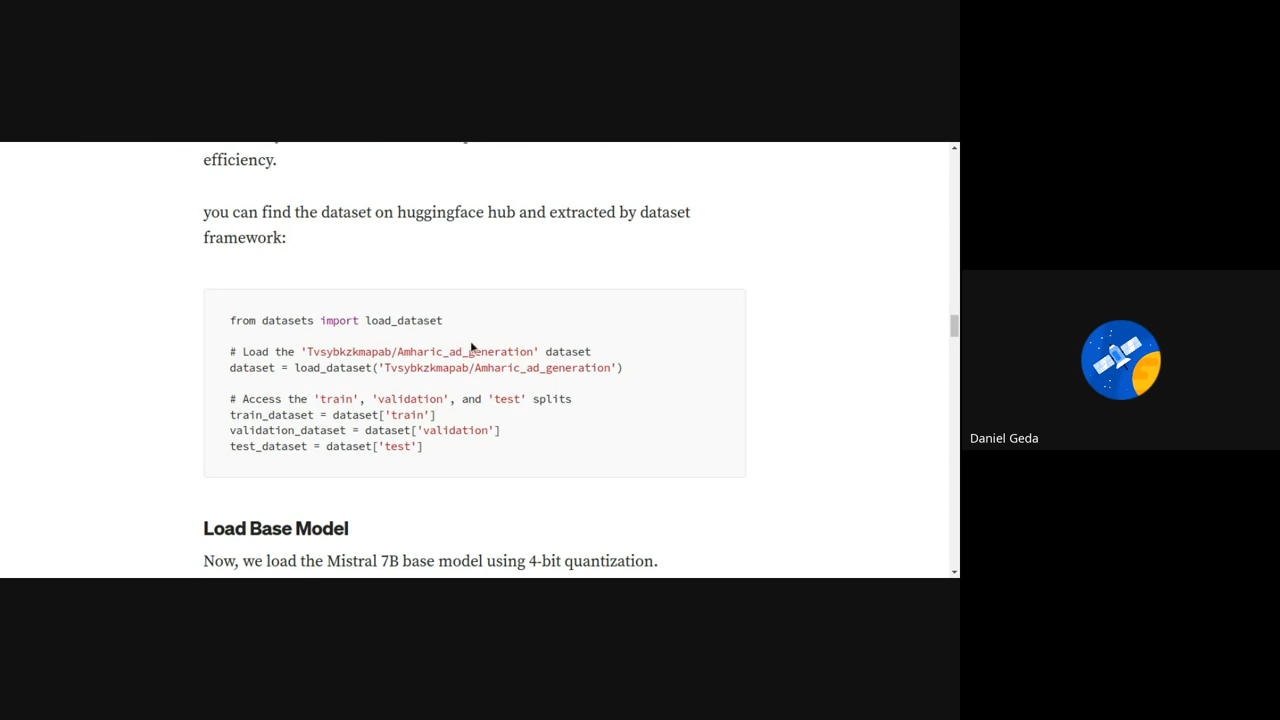 efficiency.
you can find the dataset on huggingface hub and extracted by dataset
framework:
from datasets import load_dataset
# Load the 'Tvsybkzkmapab/Amharic_ad_generation' dataset
dataset = load_dataset('Tvsybkzkmapab/Amharic_ad_generation')
# Access the 'train', 'validation', and 'test' splits
train_dataset = dataset['train']
validation_dataset = dataset['validation']
test_dataset = dataset['test']
Load Base Model
Now, we load the Mistral 7B base model using 4-bit quantization.
Daniel Geda